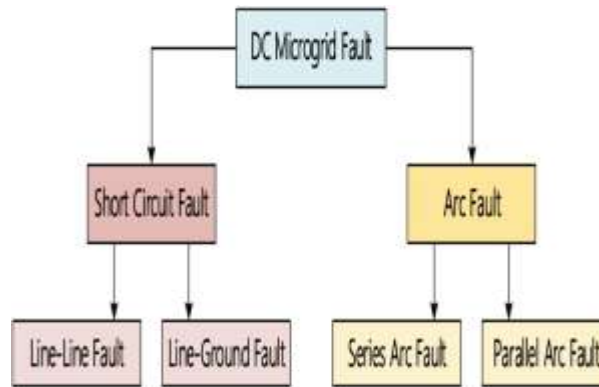 DC Microgrid Fault
Short Circuit Fault
Arc Fault
Line-Line Fault
Line-Ground Fault
Series Arc Fault
Parallel Arc Fault